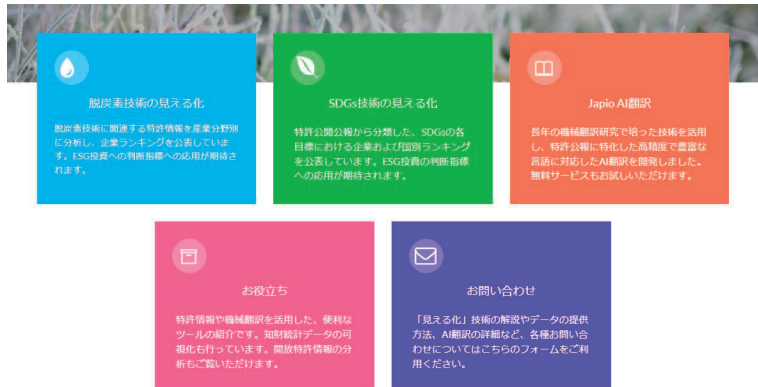 脱炭素技術の見える化
脱炭素技術に関連する特許情報を産業分野別
に分析し、企業ランキングを公表していま
す。ESG投資への判断指標への応用が期待さ
れます。
SDGs技術の見える化
特許公開公報から分類した、SDGsの各
目標における企業および国別ランキング
を公表しています。ESG投資の判断指標
への応用が期待されます。
Japio AI翻訳
長年の機械翻訳研究で培った技術を活用
し、特許公報に特化した高精度で豊富な
言語に対応したAI翻訳を開発しました。
無料サービスもお試しいただけます。
お役立ち
特許情報や機械翻訳を活用した、便利な
ツールの紹介です。知財統計データの可
視化も行っています。開放特許情報の分
析もご覧いただけます。
お問い合わせ
「見える化」技術の解説やデータの提供
方法、AI翻訳の詳細など、各種お問い合
わせについてはこちらのフォームをご利
用ください。